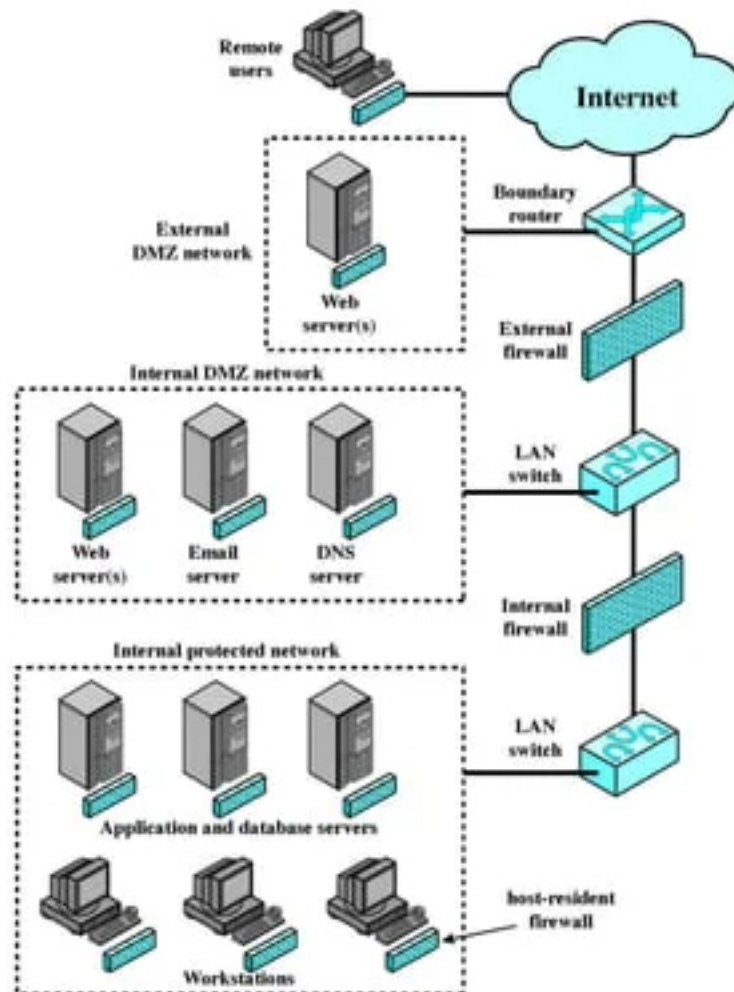 Remote
users
Internet
Boundary
router
External
DMZ network
Web
server(s)
External
firewall
Internal DMZ network
LAN
switch
Web
server(s)
Email
server
DNS
server
Internal
firewall
Internal protected network
LAN
switch
Application and database servers
host-resident
firewall
Workstations